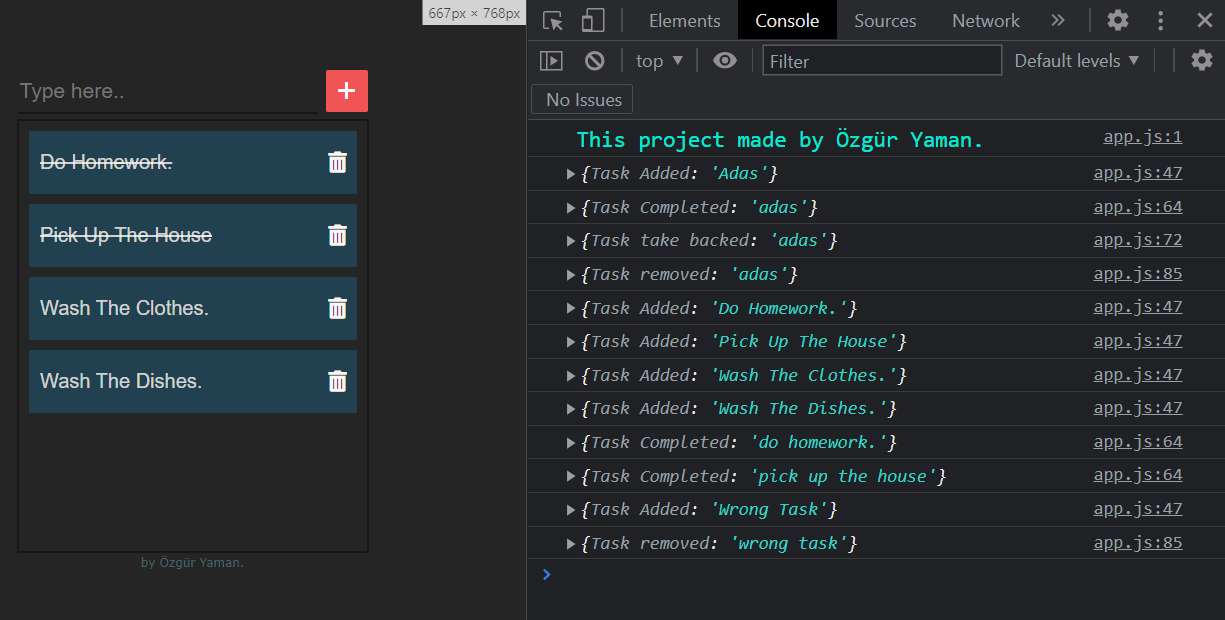 667px × 768px
Type here..
+
Do Homework.
Pick Up The House
Wash The Clothes.
Wash The Dishes.
by Özgür Yaman.
Elements Console Sources Network »
top ▼ Filter Default levels ▼
No Issues
This project made by Özgür Yaman. app.js:1
▶{Task Added: 'Adas'} app.js:47
▶{Task Completed: 'adas'} app.js:64
▶{Task take backed: 'adas'} app.js:72
▶{Task removed: 'adas'} app.js:85
▶{Task Added: 'Do Homework.'} app.js:47
▶{Task Added: 'Pick Up The House'} app.js:47
▶{Task Added: 'Wash The Clothes.'} app.js:47
▶{Task Added: 'Wash The Dishes.'} app.js:47
▶{Task Completed: 'do homework.'} app.js:64
▶{Task Completed: 'pick up the house'} app.js:64
▶{Task Added: 'Wrong Task'} app.js:47
▶{Task removed: 'wrong task'} app.js:85
>